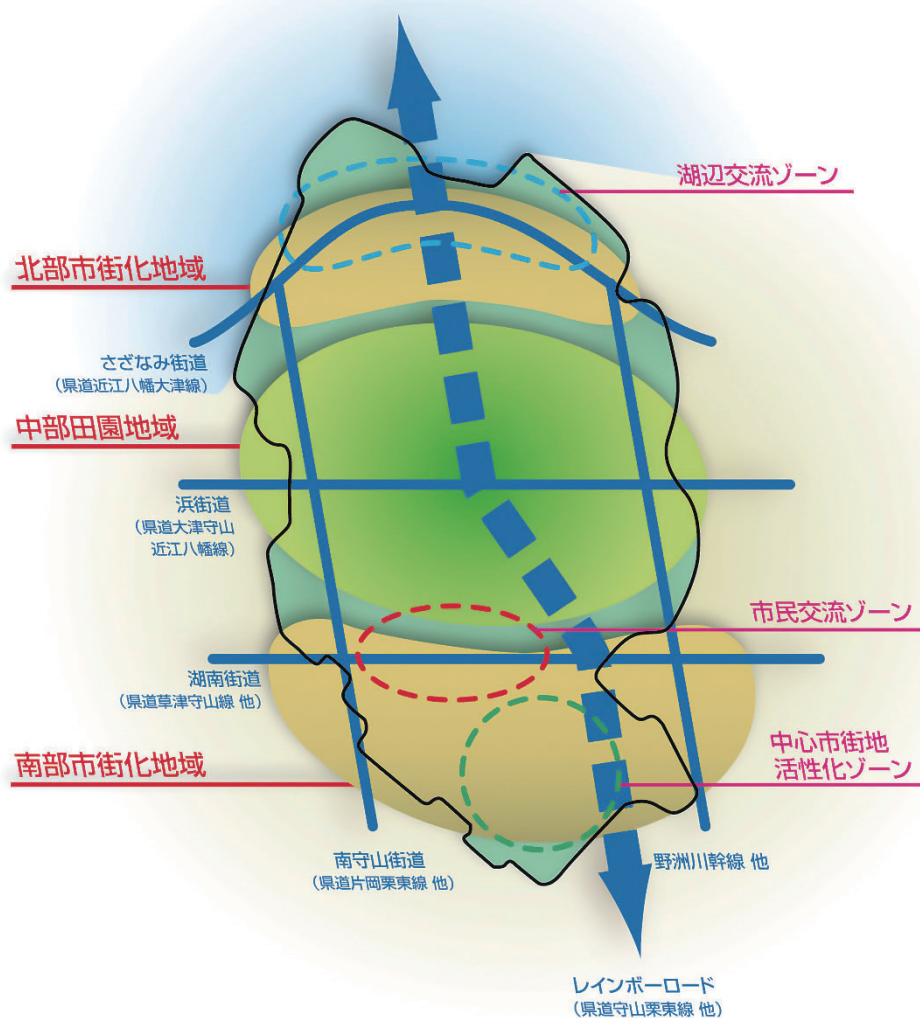 湖辺交流ゾーン
北部市街化地域
さざなみ街道
(県道近江八幡大津線)
中部田園地域
浜街道
(県道大津守山
近江八幡線)
市民交流ゾーン
湖南街道
(県道草津守山線 他)
中心市街地
活性化ゾーン
南部市街化地域
南守山街道
(県道片岡栗東線 他)
野洲川幹線 他
レインボーロード
(県道守山栗東線 他)